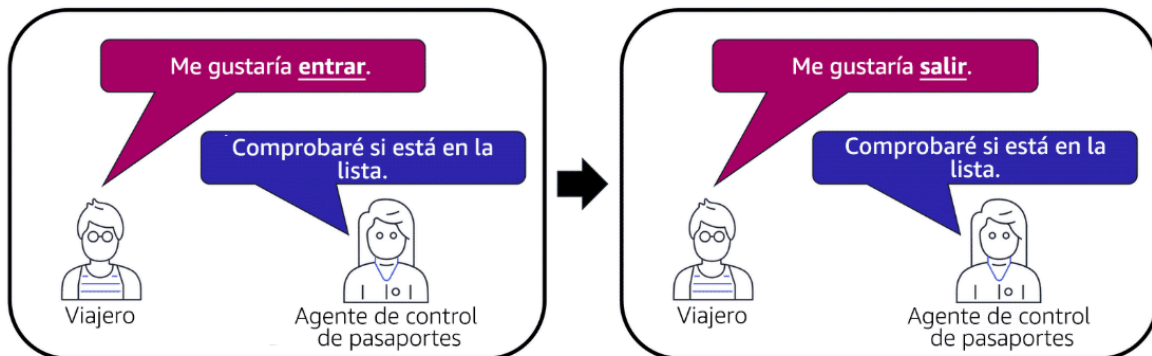 Me gustaría entrar.
Comprobaré si está en la
lista.
Viajero
Agente de control
de pasaportes
Me gustaría salir.
Comprobaré si está en la
lista.
Viajero
Agente de control
de pasaportes